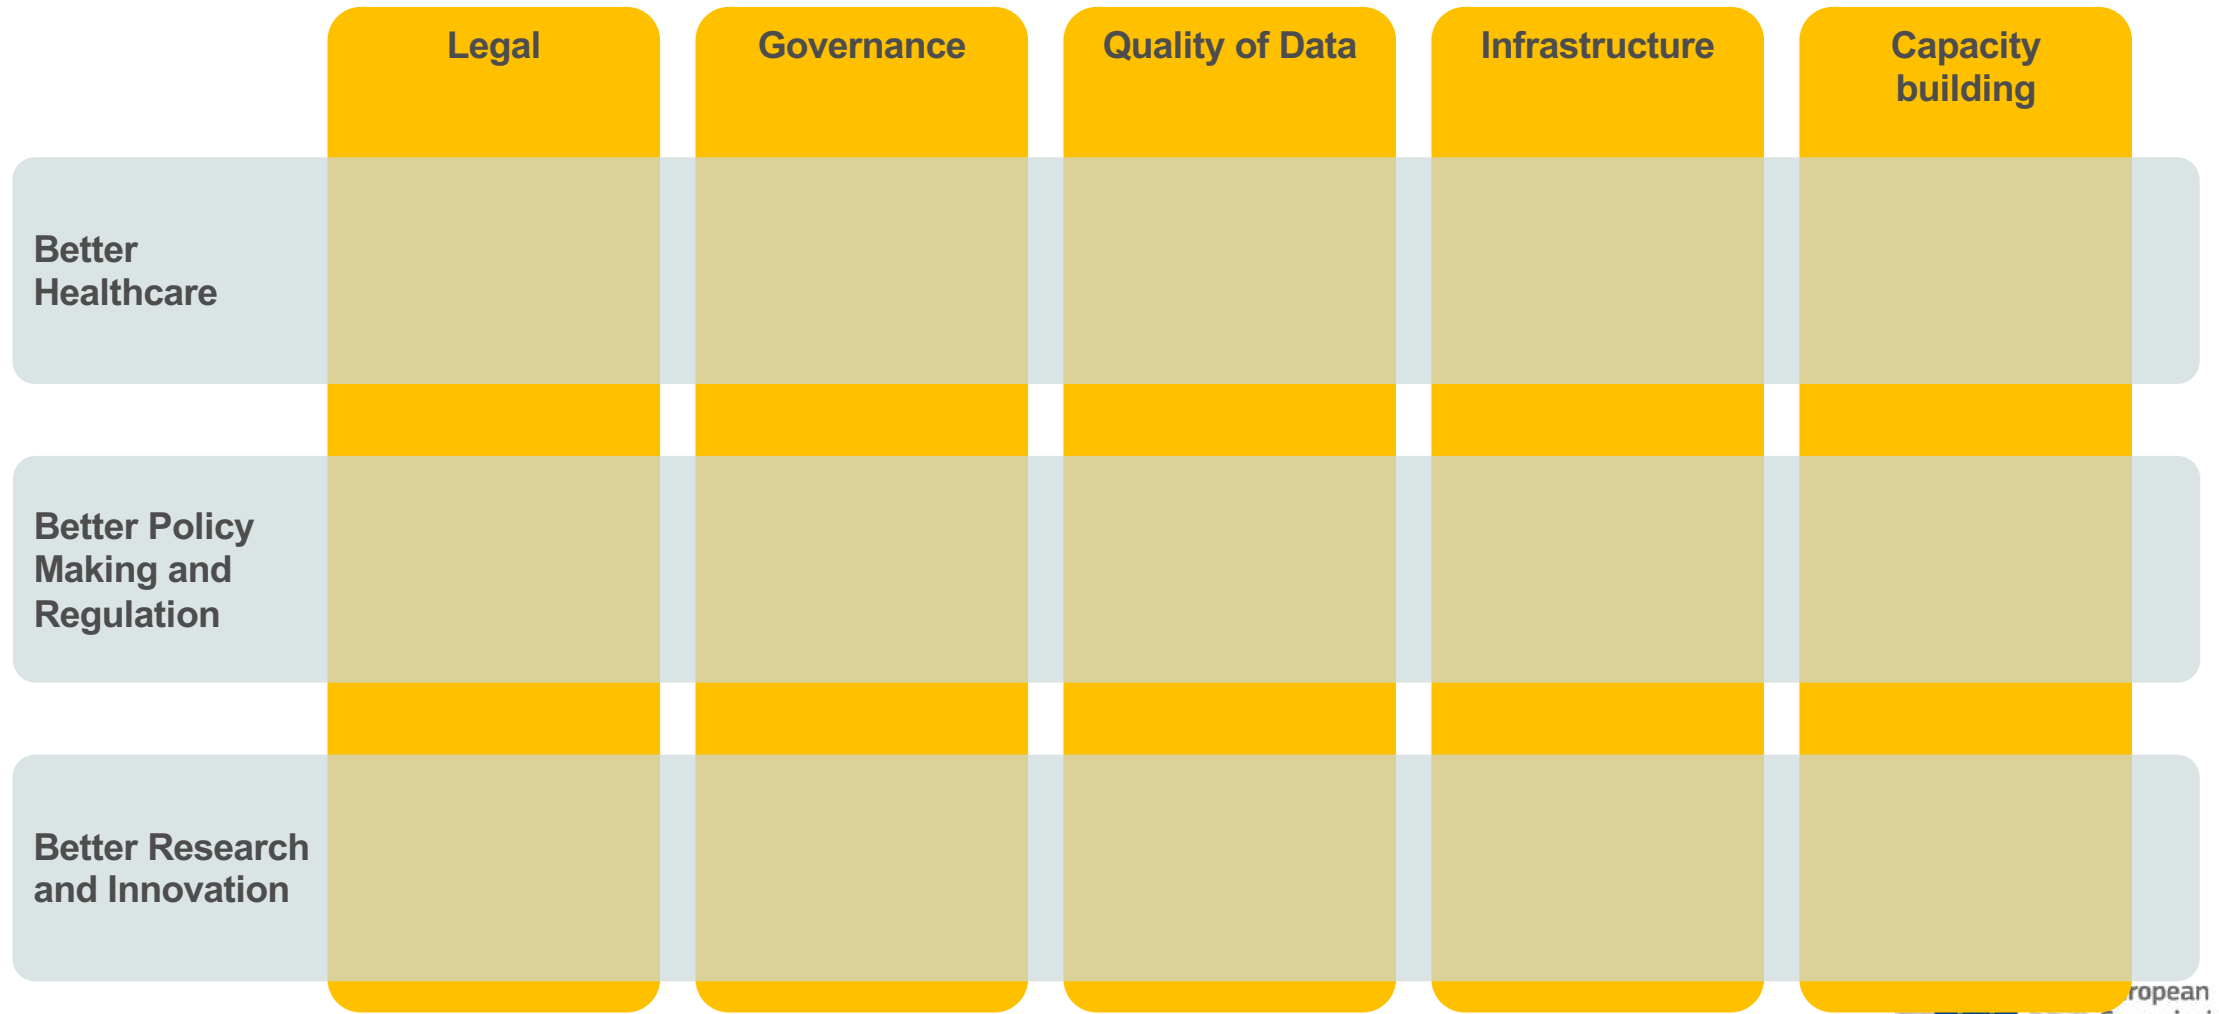 Legal
Governance
Quality of Data
Infrastructure
Capacity
building
Better
Healthcare
Better Policy
Making and
Regulation
Better Research
and Innovation
ropean